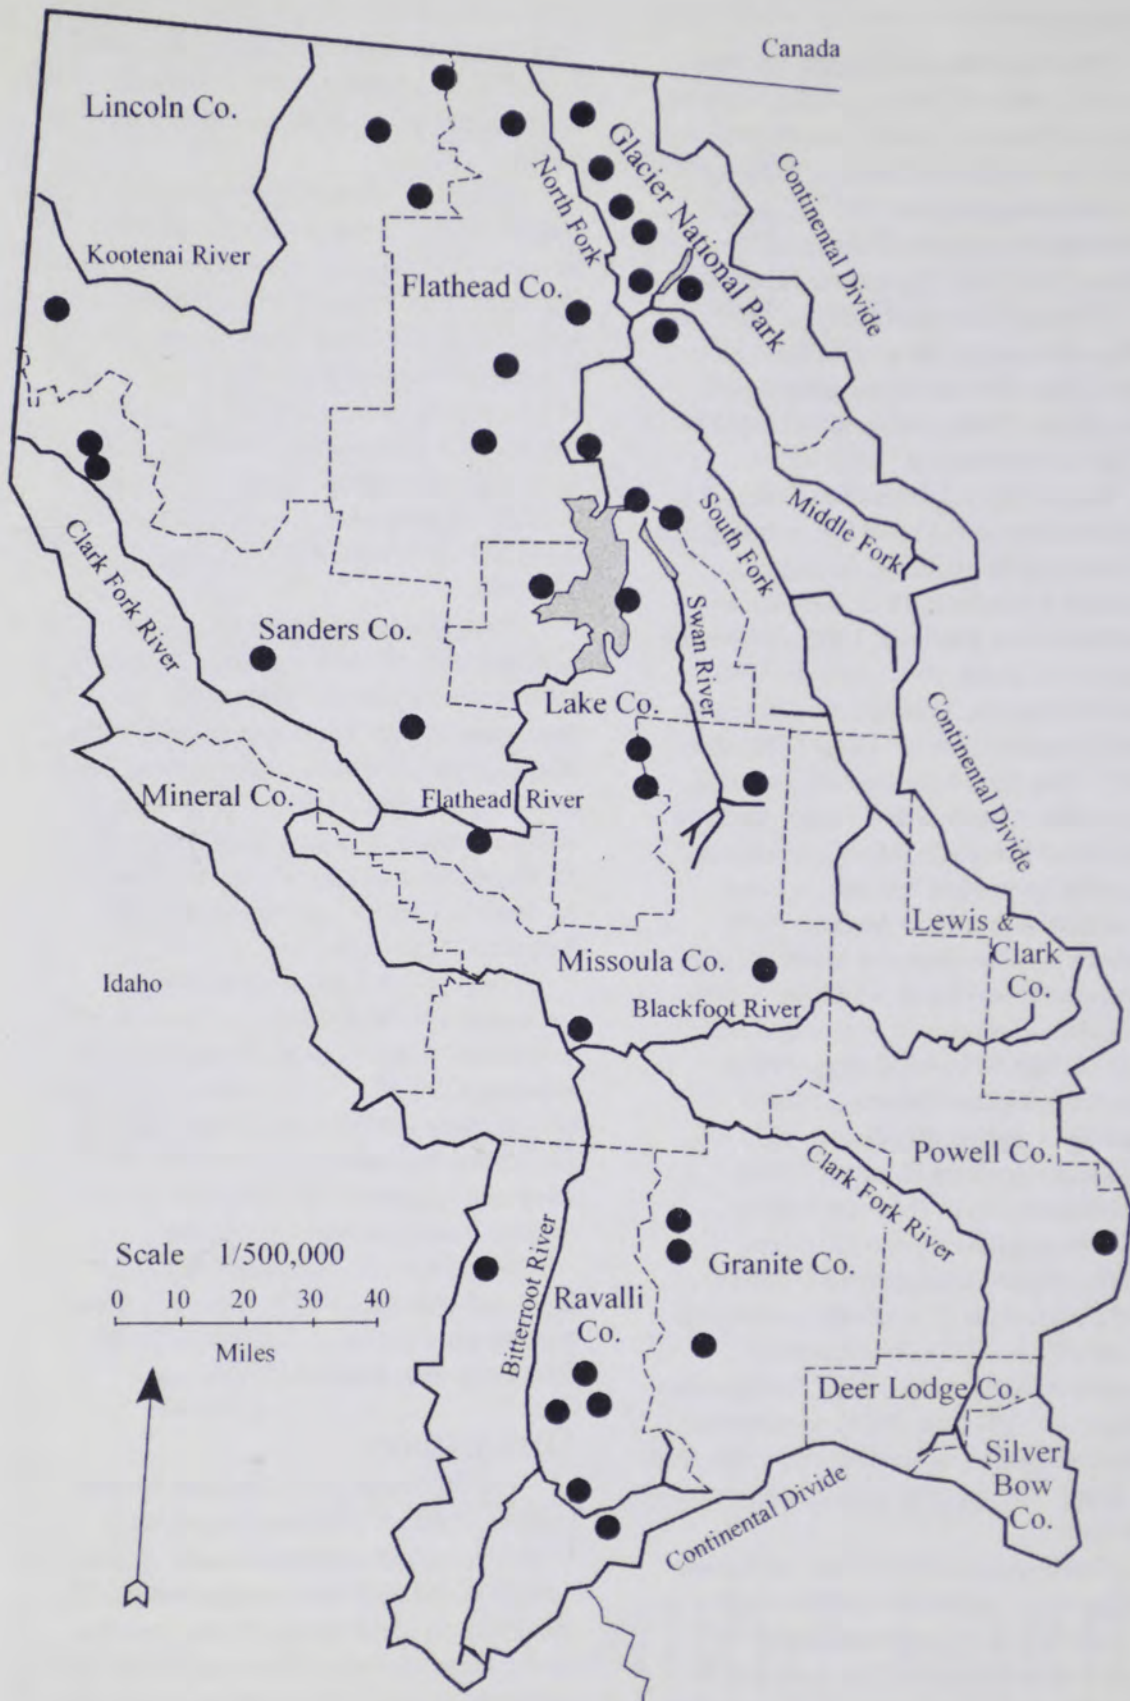 Canada
Lincoln Co.
Glacier National Park
Continental Divide
North Fork
Kootenai River
Flathead Co.
Clark Fork River
South Fork
Middle Fork
Swan River
Sanders Co.
Lake Co.
Continental Divide
Mineral Co.
Flathead River
Lewis &
Clark
Co.
Idaho
Missoula Co.
Blackfoot River
Powell Co.
Clark Fork River
Scale 1/500,000
0 10 20 30 40
Miles
Bitterroot River
Granite Co.
Ravalli
Co.
Deer Lodge Co.
Silver
Bow
Co.
Continental Divide